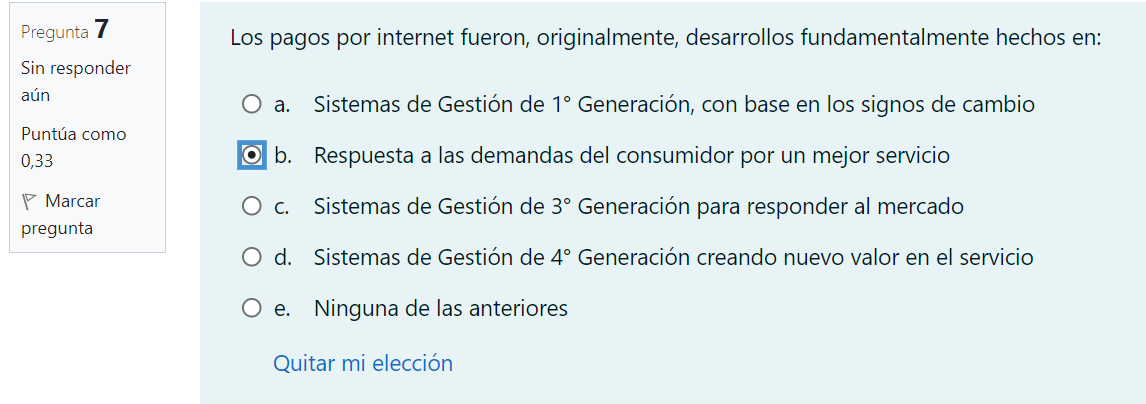 Pregunta 7
Sin responder
aún
Puntúa como
0,33
Marcar
pregunta
Los pagos por internet fueron, originalmente, desarrollos fundamentalmente hechos en:
a. Sistemas de Gestión de 1° Generación, con base en los signos de cambio
b. Respuesta a las demandas del consumidor por un mejor servicio
c. Sistemas de Gestión de 3° Generación para responder al mercado
d. Sistemas de Gestión de 4° Generación creando nuevo valor en el servicio
e. Ninguna de las anteriores
Quitar mi elección